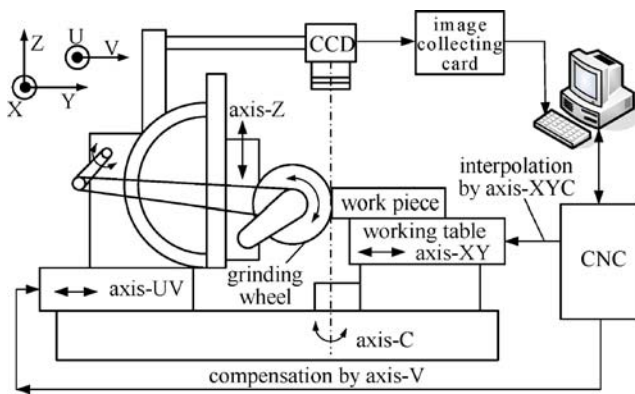 Z
U
V
X
Y
CCD
image
collecting
card
axis-Z
interpolation
by axis-XYC
work piece
working table
axis-XY
grinding
wheel
CNC
axis-UV
axis-C
compensation by axis-V